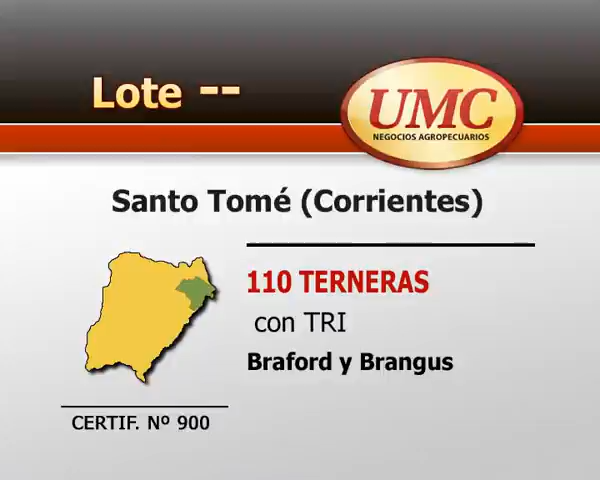 Lote --
UMC
NEGOCIOS AGROPECUARIOS
Santo Tomé (Corrientes)
110 TERNERAS
con TRI
Braford y Brangus
CERTIF. Nº 900